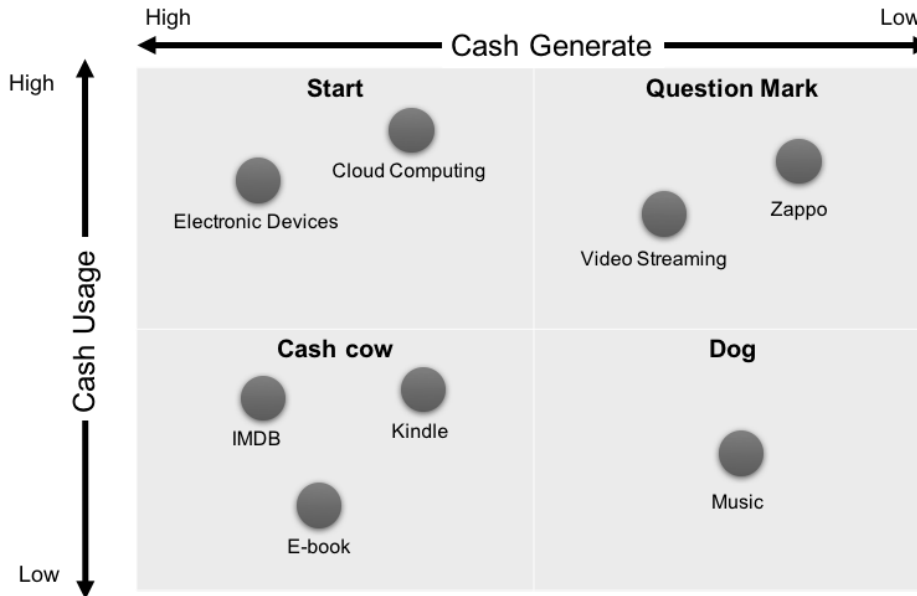 High
Low
Cash Generate
High
Cash Usage
Low
Start
Cloud Computing
Electronic Devices
Question Mark
Zappo
Video Streaming
Cash cow
IMDB
Kindle
E-book
Dog
Music